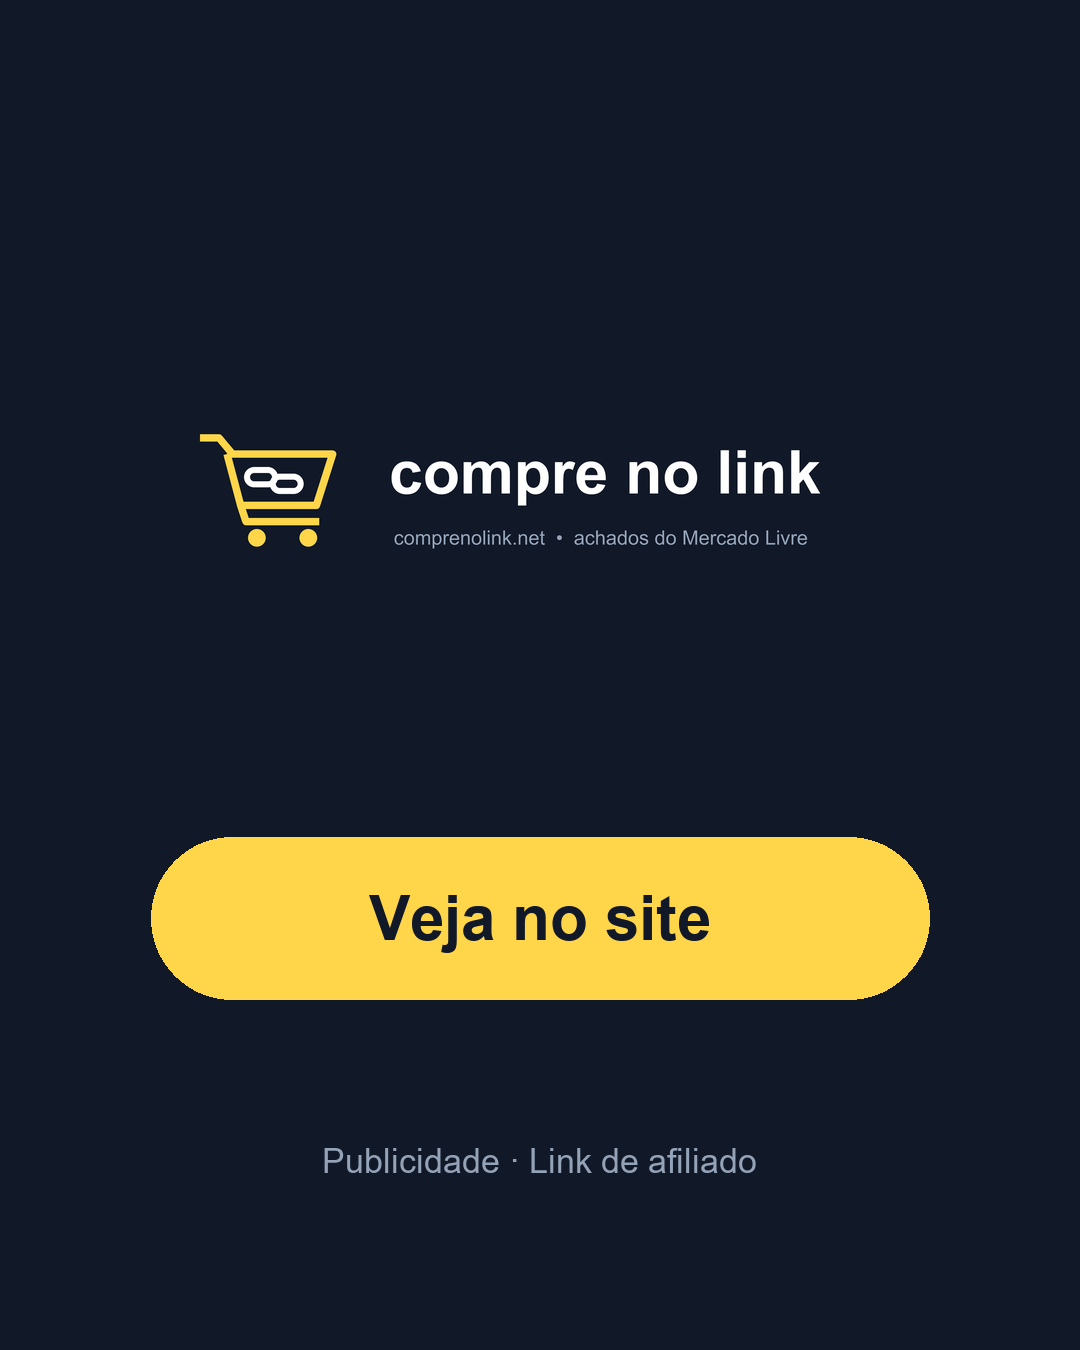 compre no link
comprenolink.net • achados do Mercado Livre
Veja no site
Publicidade · Link de afiliado